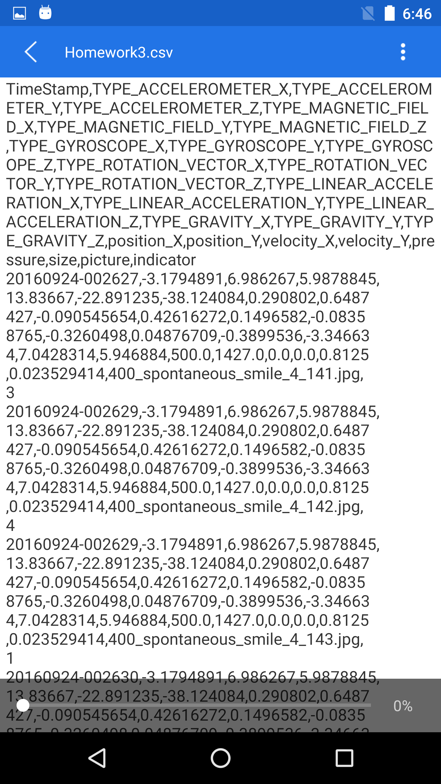 6:46
Homework3.csv
TimeStamp,TYPE_ACCELEROMETER_X,TYPE_ACCELEROM
ETER_Y,TYPE_ACCELEROMETER_Z,TYPE_MAGNETIC_FIEL
D_X,TYPE_MAGNETIC_FIELD_Y,TYPE_MAGNETIC_FIELD_Z
,TYPE_GYROSCOPE_X,TYPE_GYROSCOPE_Y,TYPE_GYROSC
OPE_Z,TYPE_ROTATION_VECTOR_X,TYPE_ROTATION_VEC
TOR_Y,TYPE_ROTATION_VECTOR_Z,TYPE_LINEAR_ACCELE
RATION_X,TYPE_LINEAR_ACCELERATION_Y,TYPE_LINEAR_
ACCELERATION_Z,TYPE_GRAVITY_X,TYPE_GRAVITY_Y,TYP
E_GRAVITY_Z,position_X,position_Y,velocity_X,velocity_Y,pre
ssure,size,picture,indicator
20160924-002627,-3.1794891,6.986267,5.9878845,
13.83667,-22.891235,-38.124084,0.290802,0.6487
427,-0.090545654,0.42616272,0.1496582,-0.0835
8765,-0.3260498,0.04876709,-0.3899536,-3.34663
4,7.0428314,5.946884,500.0,1427.0,0.0,0.0,0.8125
,0.023529414,400_spontaneous_smile_4_141.jpg,
3
20160924-002629,-3.1794891,6.986267,5.9878845,
13.83667,-22.891235,-38.124084,0.290802,0.6487
427,-0.090545654,0.42616272,0.1496582,-0.0835
8765,-0.3260498,0.04876709,-0.3899536,-3.34663
4,7.0428314,5.946884,500.0,1427.0,0.0,0.0,0.8125
,0.023529414,400_spontaneous_smile_4_142.jpg,
4
20160924-002629,-3.1794891,6.986267,5.9878845,
13.83667,-22.891235,-38.124084,0.290802,0.6487
427,-0.090545654,0.42616272,0.1496582,-0.0835
8765,-0.3260498,0.04876709,-0.3899536,-3.34663
4,7.0428314,5.946884,500.0,1427.0,0.0,0.0,0.8125
,0.023529414,400_spontaneous_smile_4_143.jpg,
1
20160924-002630,-3.1794891,6.986267,5.9878845,
13.83667,-22.891235,-38.124084,0.290802,0.6487
0%
427,-0.090545654,0.42616272,0.1496582,-0.0835